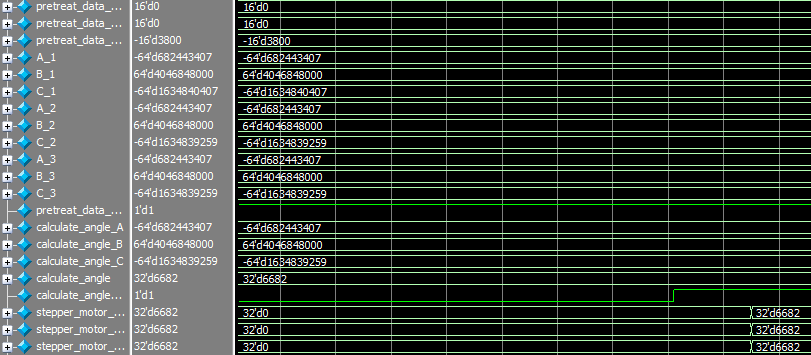 pretreat_data_... 16'd0 16'd0
pretreat_data_... 16'd0 16'd0
pretreat_data_... -16'd3800 -16'd3800
A_1 -64'd682443407 -64'd682443407
B_1 64'd4046848000 64'd4046848000
C_1 -64'd1634840407 -64'd1634840407
A_2 -64'd682443407 -64'd682443407
B_2 64'd4046848000 64'd4046848000
C_2 -64'd1634839259 -64'd1634839259
A_3 -64'd682443407 -64'd682443407
B_3 64'd4046848000 64'd4046848000
C_3 -64'd1634839259 -64'd1634839259
pretreat_data_... 1'd1
calculate_angle_A -64'd682443407 -64'd682443407
calculate_angle_B 64'd4046848000 64'd4046848000
calculate_angle_C -64'd1634839259 -64'd1634839259
calculate_angle 32'd6682 32'd6682
calculate_angle... 1'd1
stepper_motor_... 32'd6682 32'd0 32'd6682
stepper_motor_... 32'd6682 32'd0 32'd6682
stepper_motor_... 32'd6682 32'd0 32'd6682